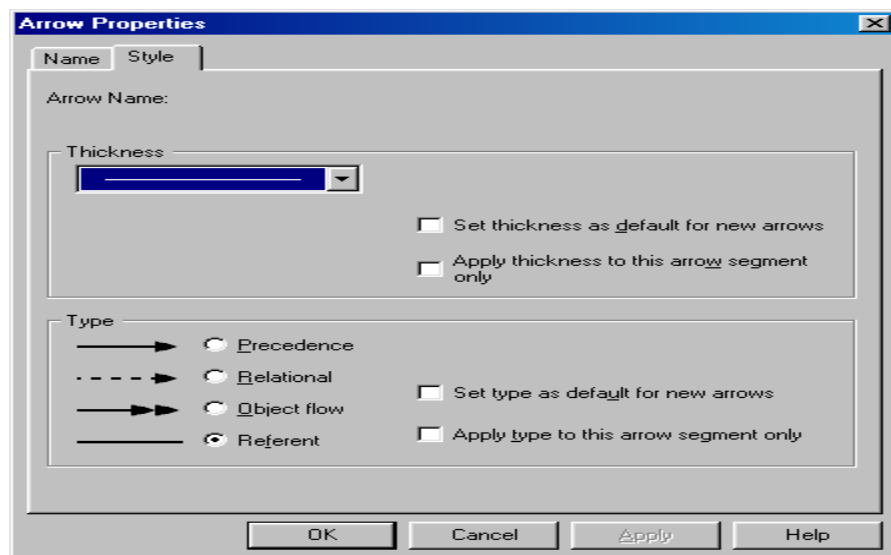 Arrow Properties
Name Style
Arrow Name:
Thickness
Set thickness as default for new arrows
Apply thickness to this arrow segment
only
Type
Precedence
Relational
Object flow
Referent
Set type as default for new arrows
Apply type to this arrow segment only
OK Cancel Apply Help